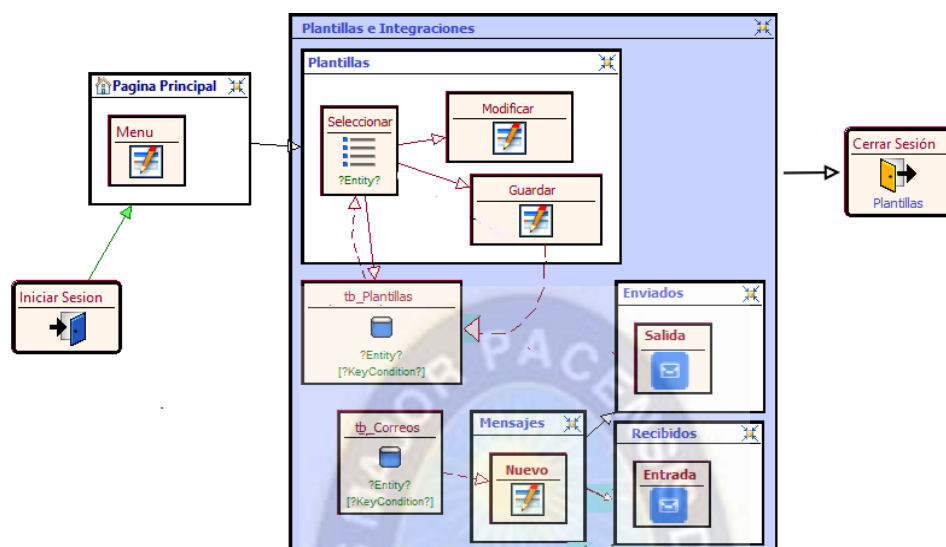 Plantillas e Integraciones
Plantillas
Pagina Principal
Menu
Seleccionar
?Entity?
Modificar
Guardar
Cerrar Sesión
Plantillas
Iniciar Sesion
tb_Plantillas
?Entity?
[?KeyCondition?]
Enviados
Salida
tb_Correos
?Entity?
[?KeyCondition?]
Mensajes
Nuevo
Recibidos
Entrada